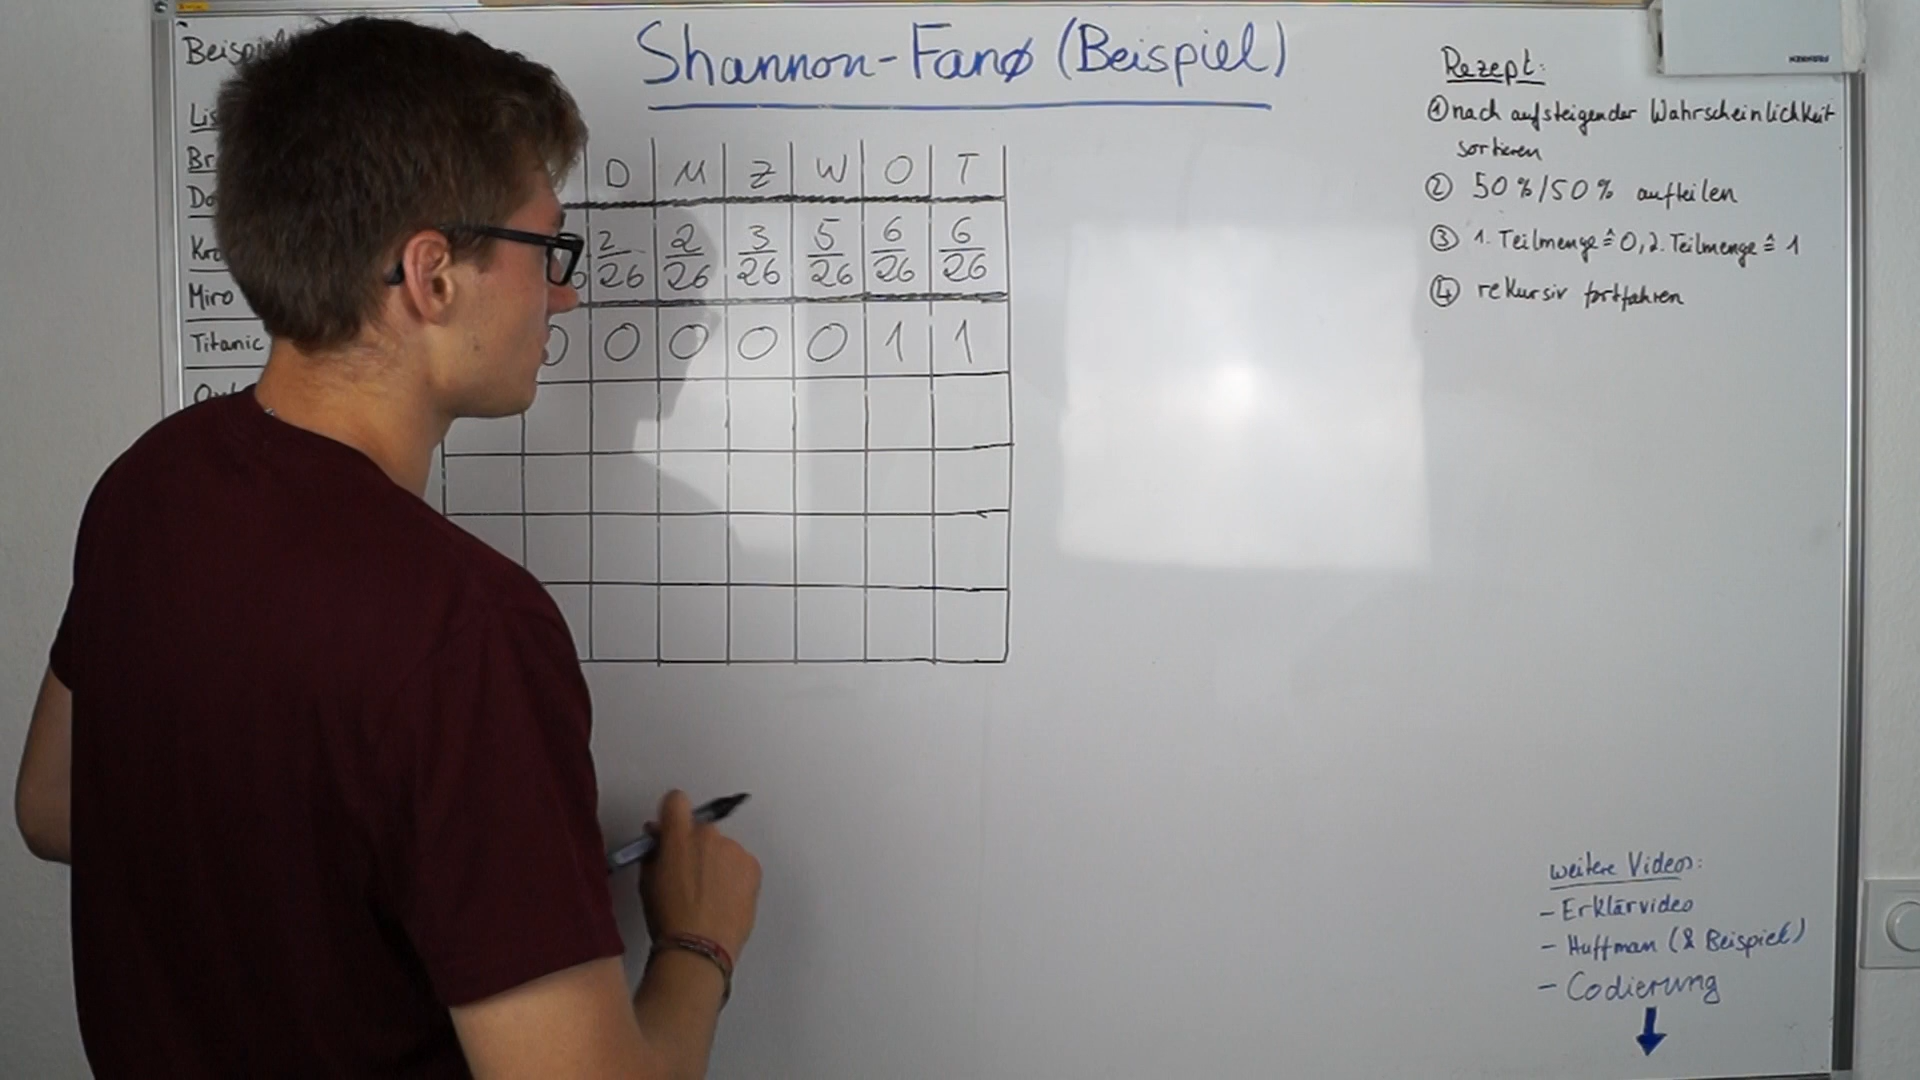 Shannon-Fanø (Beispiel)
D M Z W O T
2/26 2/26 3/26 5/26 6/26 6/26
0 0 0 0 0 1 1
Miro
Titanic
Rezept:
① nach aufsteigender Wahrscheinlichkeit
sortieren
② 50%/50% aufteilen
③ 1. Teilmenge ≙ 0, 2. Teilmenge ≙ 1
④ rekursiv fortfahren
weitere Videos:
- Erklärvideo
- Huffman (& Beispiel)
- Codierung